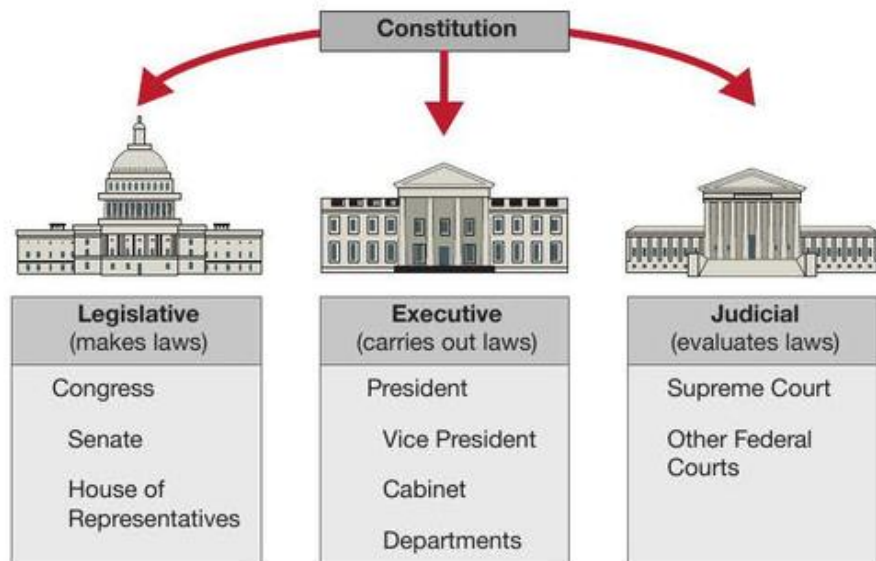 Constitution
Legislative
(makes laws)
Congress
Senate
House of
Representatives
Executive
(carries out laws)
President
Vice President
Cabinet
Departments
Judicial
(evaluates laws)
Supreme Court
Other Federal
Courts